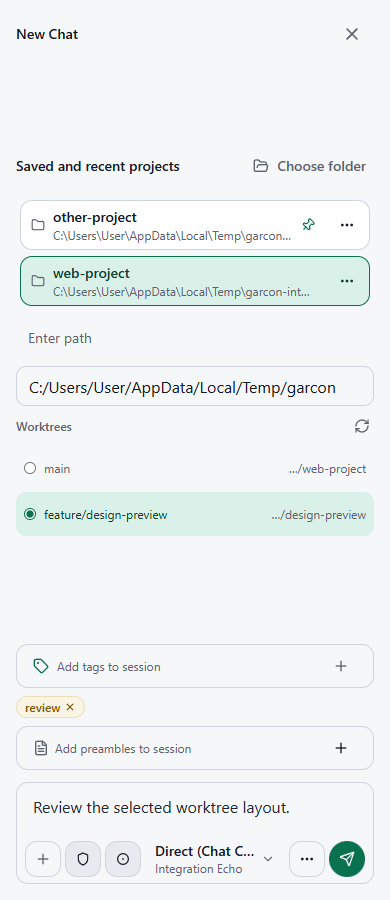 New Chat
Saved and recent projects
Choose folder
other-project
C:\Users\User\AppData\Local\Temp\garcon...
web-project
C:\Users\User\AppData\Local\Temp\garcon-int...
Enter path
C:/Users/User/AppData/Local/Temp/garcon
Worktrees
main .../web-project
feature/design-preview .../design-preview
Add tags to session
review
Add preambles to session
Review the selected worktree layout.
Direct (Chat C...
Integration Echo